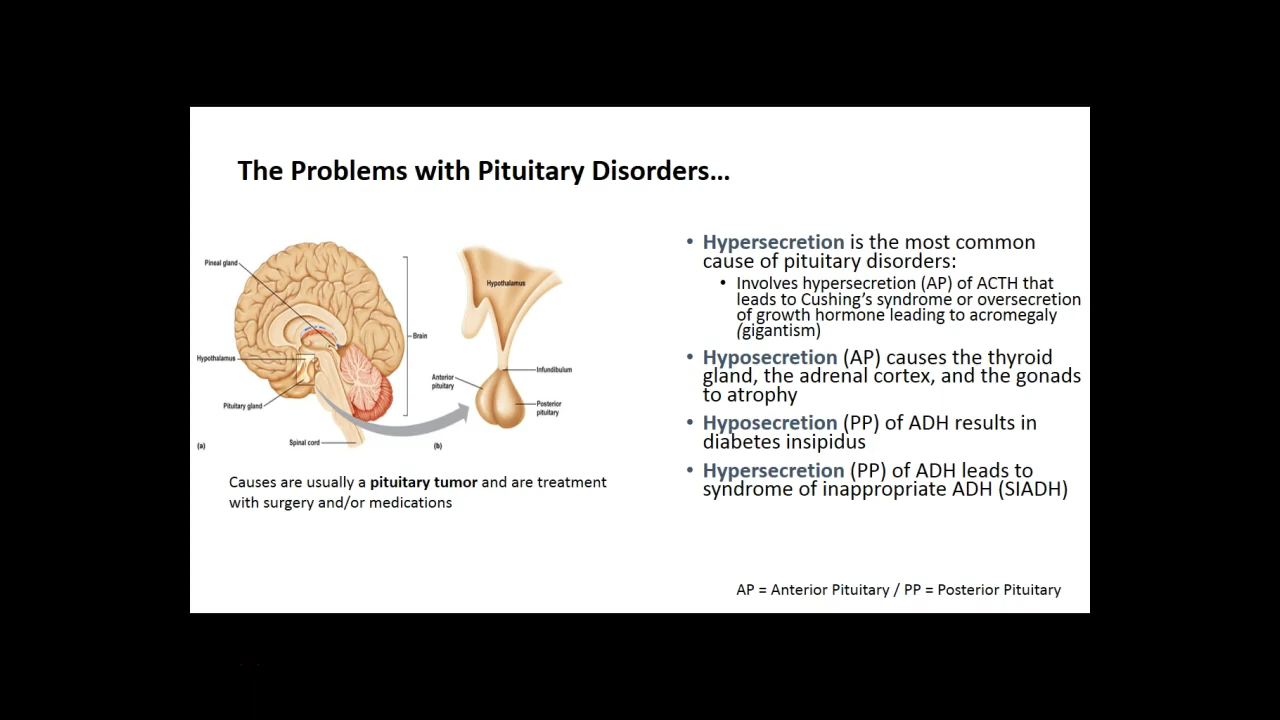 The Problems with Pituitary Disorders...
Pineal gland
Hypothalamus
Pituitary gland
Spinal cord
Brain
(a)
Hypothalamus
Anterior
pituitary
Infundibulum
Posterior
pituitary
(b)
Causes are usually a pituitary tumor and are treatment
with surgery and/or medications
• Hypersecretion is the most common
cause of pituitary disorders:
• Involves hypersecretion (AP) of ACTH that
leads to Cushing's syndrome or oversecretion
of growth hormone leading to acromegaly
(gigantism)
• Hyposecretion (AP) causes the thyroid
gland, the adrenal cortex, and the gonads
to atrophy
• Hyposecretion (PP) of ADH results in
diabetes insipidus
• Hypersecretion (PP) of ADH leads to
syndrome of inappropriate ADH (SIADH)
AP = Anterior Pituitary / PP = Posterior Pituitary